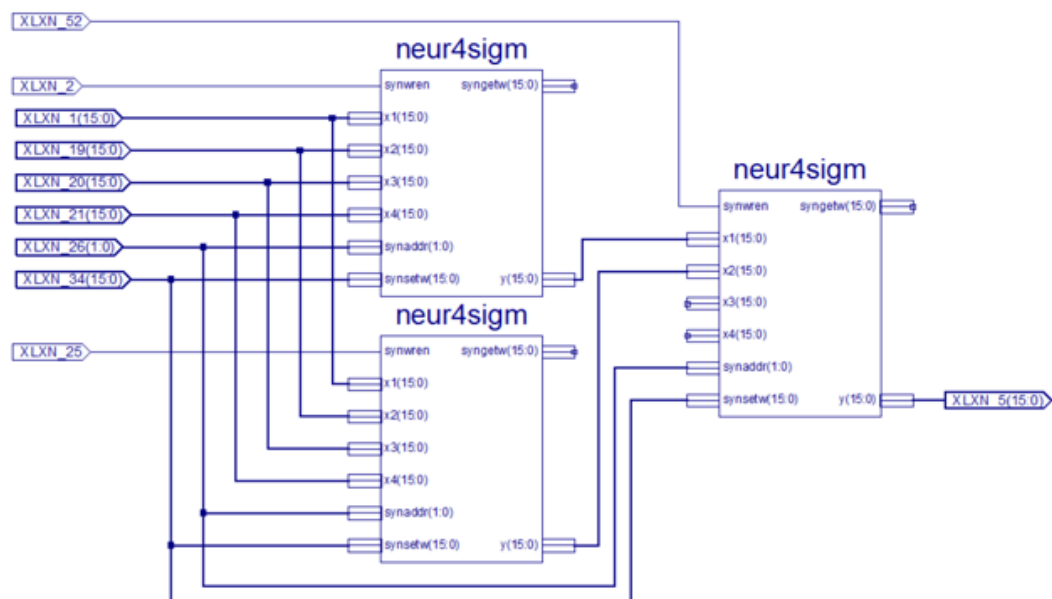 XLXN_52
neur4sigm
XLXN_2
synwren syngetw(15:0)
XLXN_1(15:0)
x1(15:0)
XLXN_19(15:0)
x2(15:0)
XLXN_20(15:0)
x3(15:0)
XLXN_21(15:0)
x4(15:0)
XLXN_26(1:0)
synaddr(1:0)
XLXN_34(15:0)
synsetw(15:0) y(15:0)
neur4sigm
XLXN_25
synwren syngetw(15:0)
x1(15:0)
x2(15:0)
x3(15:0)
x4(15:0)
synaddr(1:0)
synsetw(15:0) y(15:0)
neur4sigm
synwren syngetw(15:0)
x1(15:0)
x2(15:0)
x3(15:0)
x4(15:0)
synaddr(1:0)
synsetw(15:0) y(15:0)
XLXN_5(15:0)